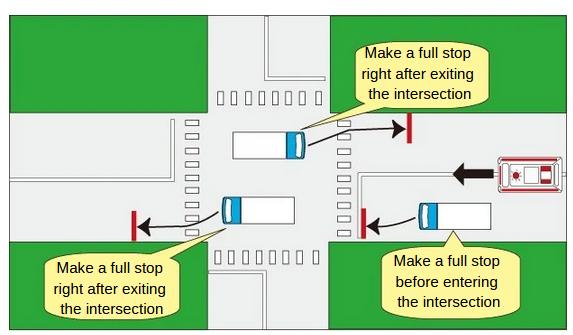 Make a full stop
right after exiting
the intersection
Make a full stop
right after exiting
the intersection
Make a full stop
before entering
the intersection